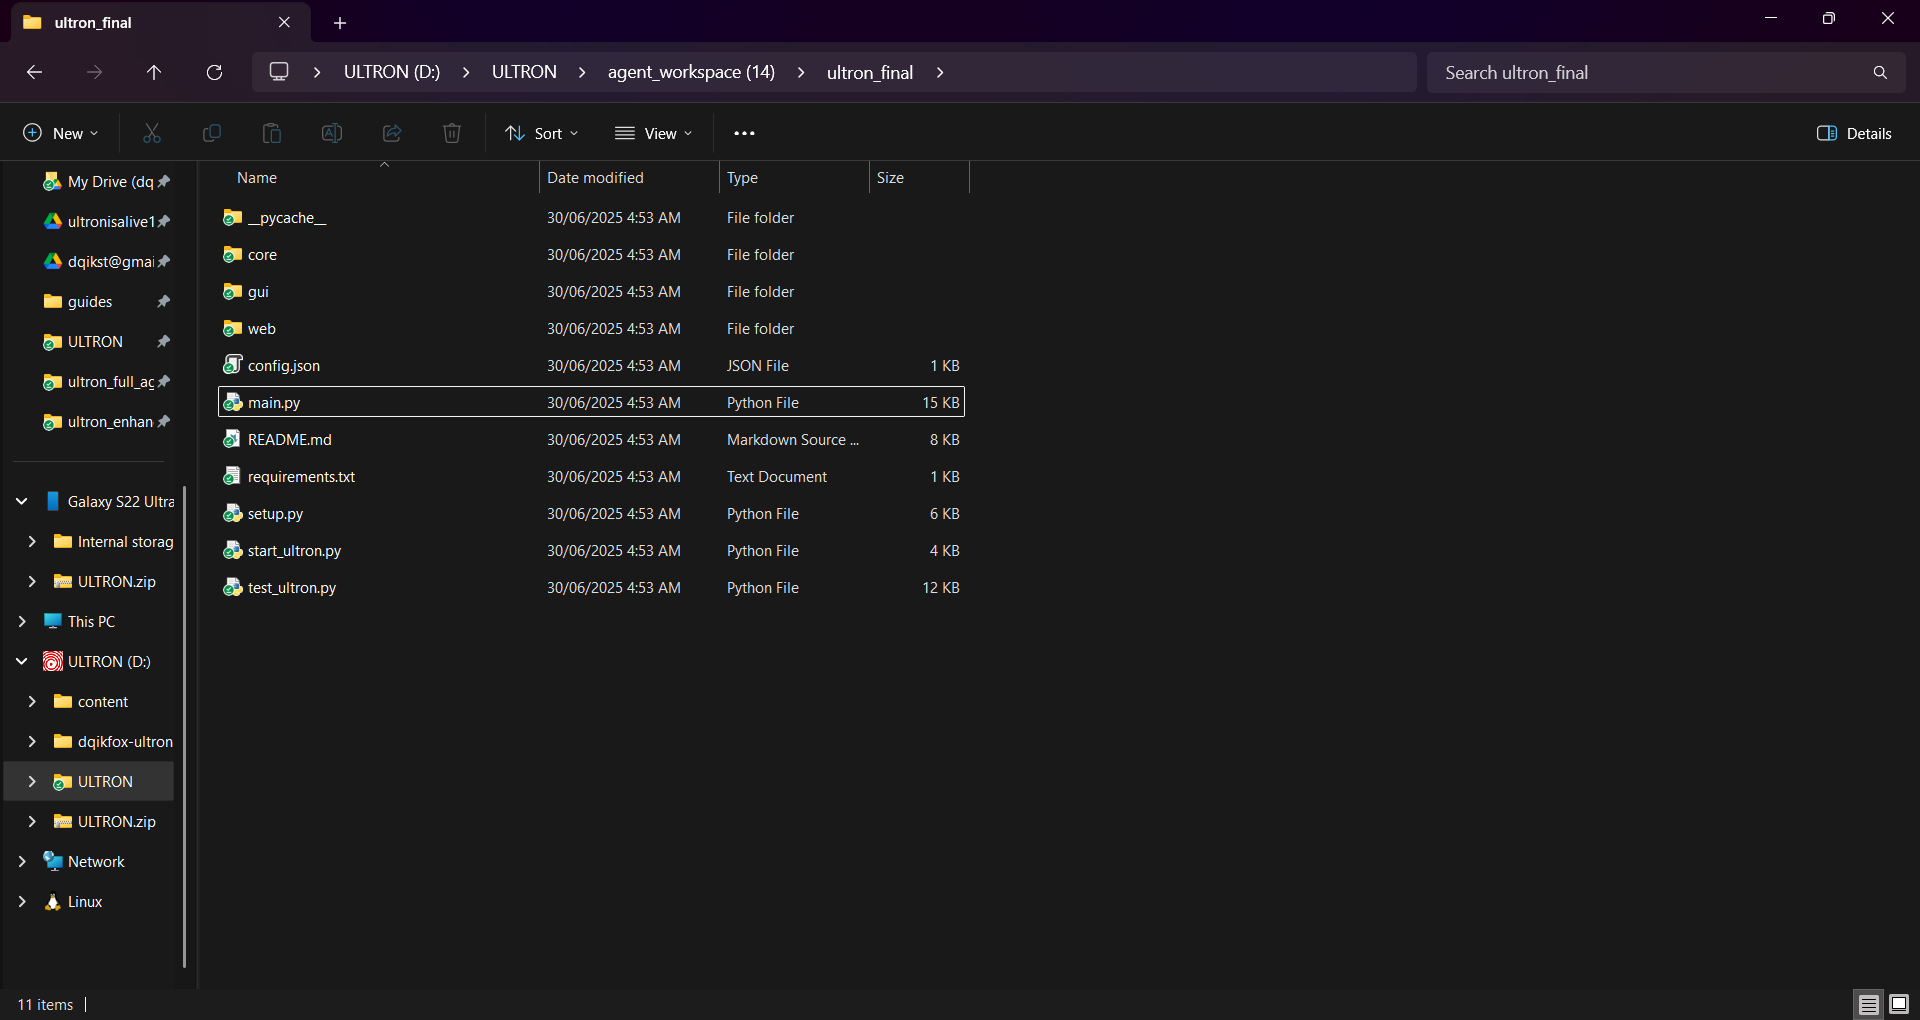 ultron_final
ULTRON (D:) > ULTRON > agent_workspace (14) > ultron_final >
Search ultron_final
New
Sort
View
Details
Name Date modified Type Size
My Drive (dq
ultronisalive1
dqikst@gmai
guides
ULTRON
ultron_full_ag
ultron_enhan
Galaxy S22 Ultra
Internal storag
ULTRON.zip
This PC
ULTRON (D:)
content
dqikfox-ultron
ULTRON
ULTRON.zip
Network
Linux
__pycache__ 30/06/2025 4:53 AM File folder
core 30/06/2025 4:53 AM File folder
gui 30/06/2025 4:53 AM File folder
web 30/06/2025 4:53 AM File folder
config.json 30/06/2025 4:53 AM JSON File 1 KB
main.py 30/06/2025 4:53 AM Python File 15 KB
README.md 30/06/2025 4:53 AM Markdown Source ... 8 KB
requirements.txt 30/06/2025 4:53 AM Text Document 1 KB
setup.py 30/06/2025 4:53 AM Python File 6 KB
start_ultron.py 30/06/2025 4:53 AM Python File 4 KB
test_ultron.py 30/06/2025 4:53 AM Python File 12 KB
11 items